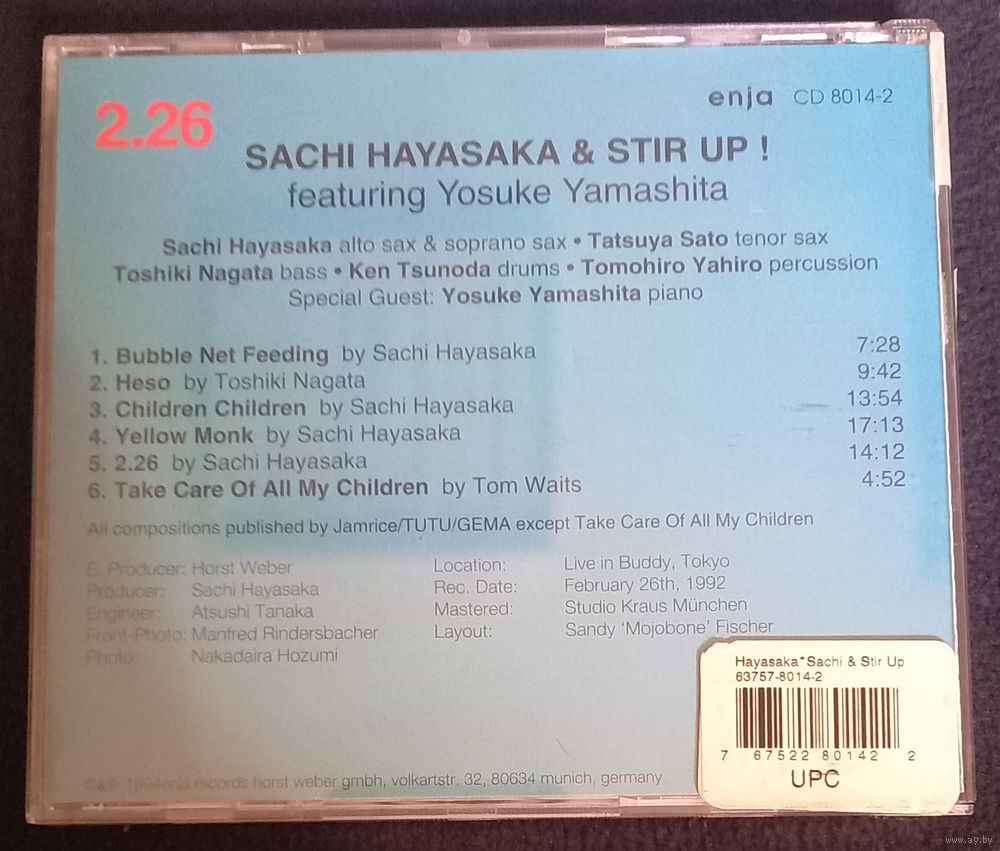 2.26
enja CD 8014-2
SACHI HAYASAKA & STIR UP !
featuring Yosuke Yamashita
Sachi Hayasaka alto sax & soprano sax • Tatsuya Sato tenor sax
Toshiki Nagata bass • Ken Tsunoda drums • Tomohiro Yahiro percussion
Special Guest: Yosuke Yamashita piano
1. Bubble Net Feeding by Sachi Hayasaka 7:28
2. Heso by Toshiki Nagata 9:42
3. Children Children by Sachi Hayasaka 13:54
4. Yellow Monk by Sachi Hayasaka 17:13
5. 2.26 by Sachi Hayasaka 14:12
6. Take Care Of All My Children by Tom Waits 4:52
All compositions published by Jamrice/TUTU/GEMA except Take Care Of All My Children
E. Producer: Horst Weber
Producer: Sachi Hayasaka
Engineer: Atsushi Tanaka
Front-Photo: Manfred Rindersbacher
Photo: Nakadaira Hozumi
Location: Live in Buddy, Tokyo
Rec. Date: February 26th, 1992
Mastered: Studio Kraus München
Layout: Sandy 'Mojobone' Fischer
©&℗ 1994 enja records horst weber gmbh, volkartstr. 32, 80634 munich, germany
Hayasaka*Sachi & Stir Up
63757-8014-2
7 67522 80142 2
UPC
www.ay.by